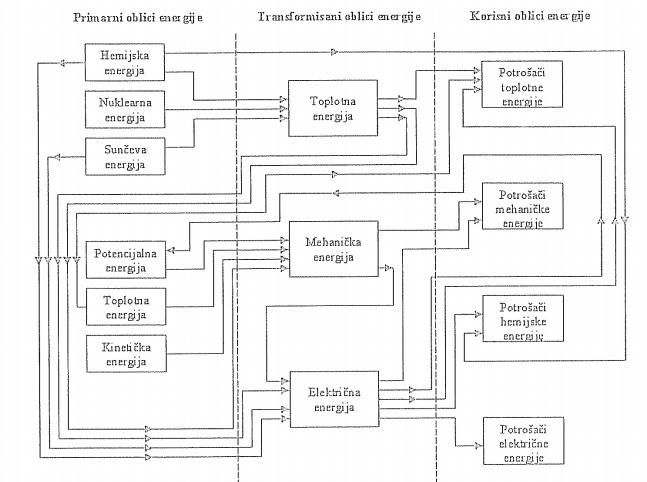 Primarni oblici energije
Transformisani oblici energije
Korisni oblici energije
Hemijska
energija
Nuklearna
energija
Sunčeva
energija
Toplotna
energija
Potrošači
toplotne
energije
Potencijalna
energija
Toplotna
energija
Kinetička
energija
Mehanička
energija
Potrošači
mehaničke
energije
Potrošači
hemijske
energije
Električna
energija
Potrošači
električne
energije